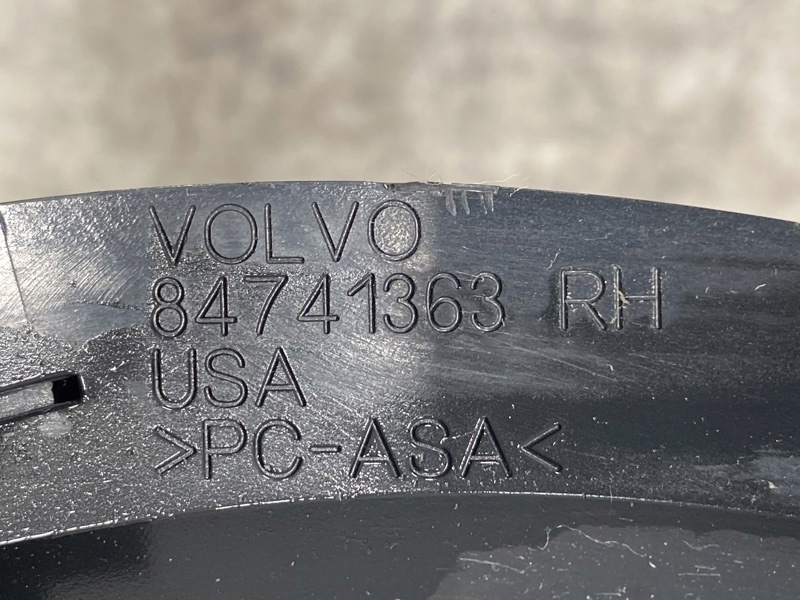 VOLVO
84741363 RH
USA
>PC-ASA<